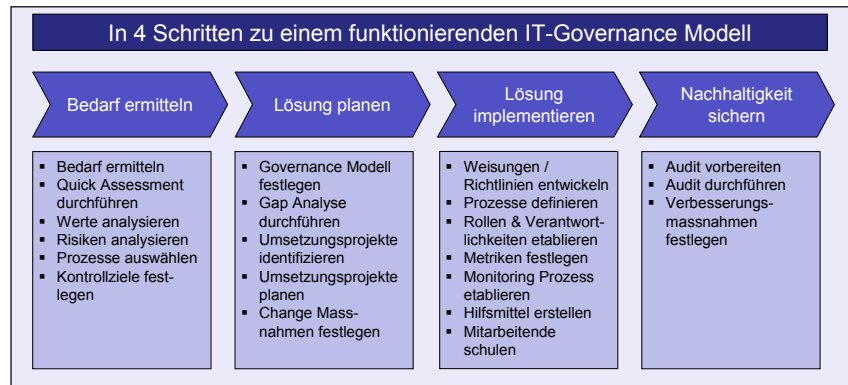 In 4 Schritten zu einem funktionierenden IT-Governance Modell
Bedarf ermitteln
Lösung planen
Lösung
implementieren
Nachhaltigkeit
sichern
▪ Bedarf ermitteln
▪ Quick Assessment
durchführen
▪ Werte analysieren
▪ Risiken analysieren
▪ Prozesse auswählen
▪ Kontrollziele fest-
legen
▪ Governance Modell
festlegen
▪ Gap Analyse
durchführen
▪ Umsetzungsprojekte
identifizieren
▪ Umsetzungsprojekte
planen
▪ Change Mass-
nahmen festlegen
▪ Weisungen /
Richtlinien entwickeln
▪ Prozesse definieren
▪ Rollen & Verantwort-
lichkeiten etablieren
▪ Metriken festlegen
▪ Monitoring Prozess
etablieren
▪ Hilfsmittel erstellen
▪ Mitarbeitende
schulen
▪ Audit vorbereiten
▪ Audit durchführen
▪ Verbesserungs-
massnahmen
festlegen